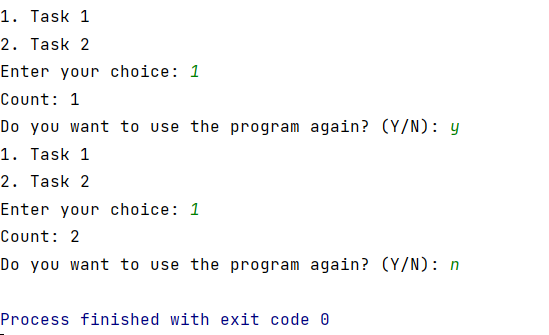 1. Task 1
2. Task 2
Enter your choice: 1
Count: 1
Do you want to use the program again? (Y/N): y
1. Task 1
2. Task 2
Enter your choice: 1
Count: 2
Do you want to use the program again? (Y/N): n
Process finished with exit code 0